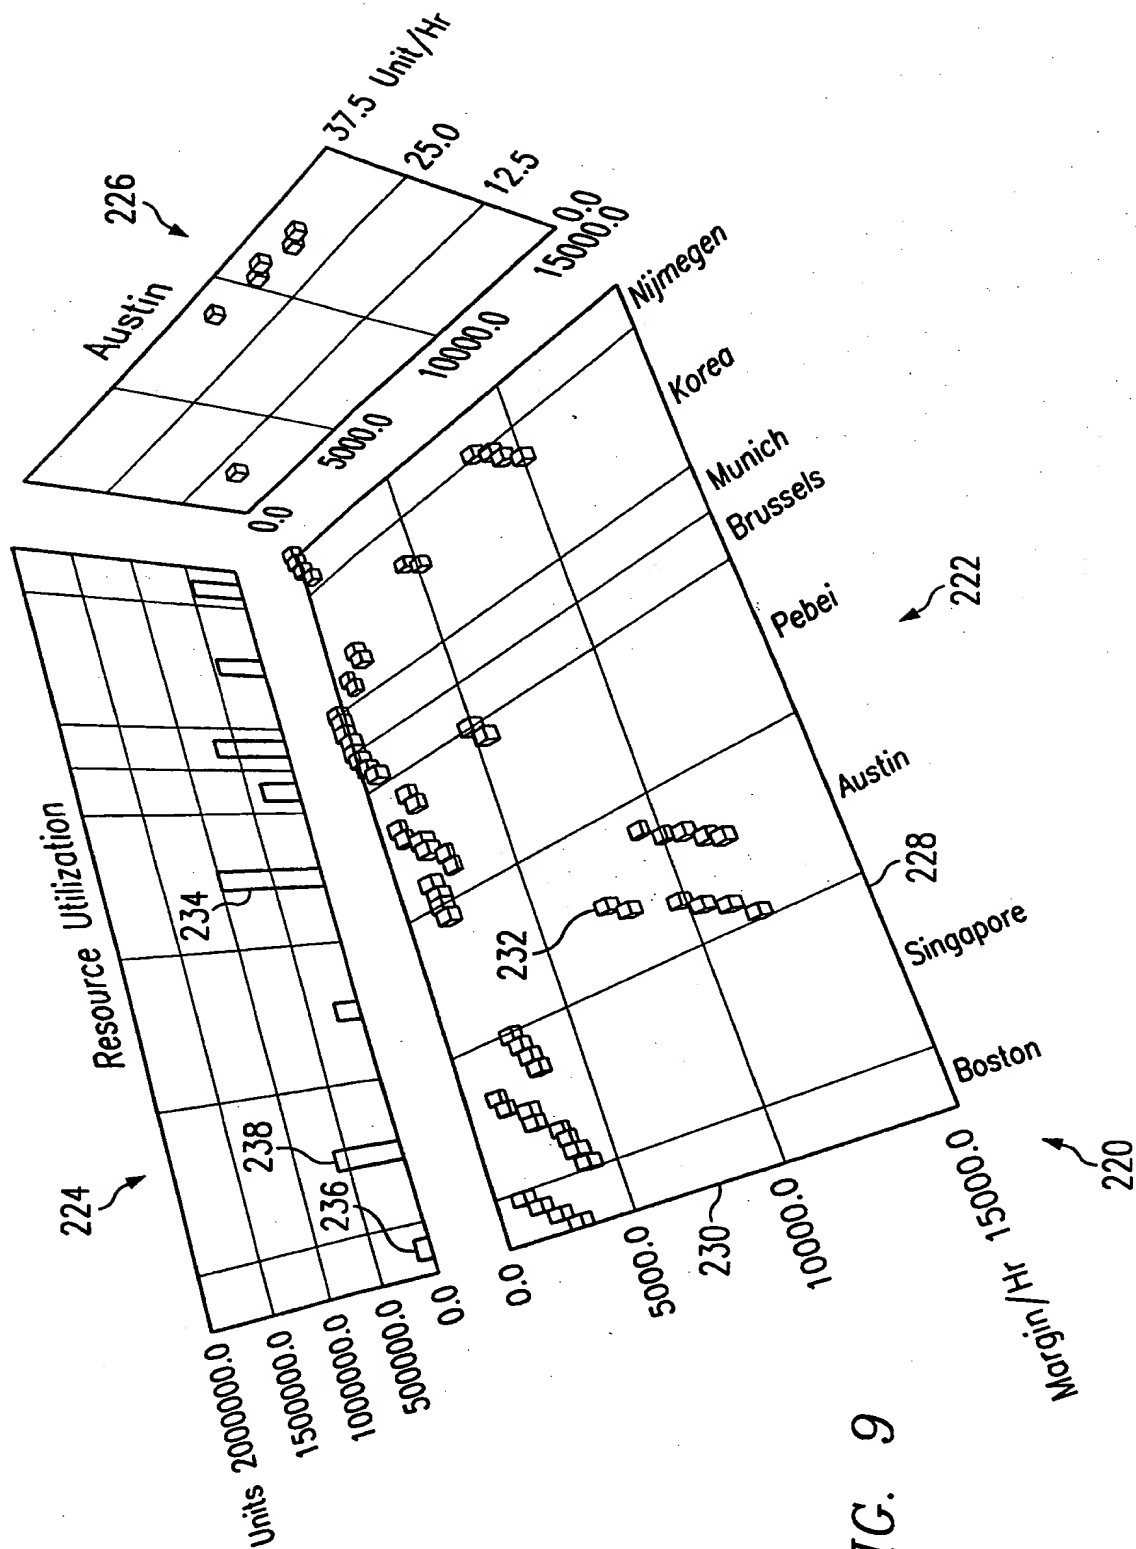 Resource Utilization
224
Units 2000000.0
1500000.0
1000000.0
500000.0
0.0
234
238
236
Austin
226
37.5 Unit/Hr
25.0
12.5
0.0
0.0
5000.0
10000.0
15000.0
0.0
5000.0
10000.0
Margin/Hr 15000.0
230
232
228
222
220
Boston
Singapore
Austin
Pebei
Brussels
Munich
Korea
Nijmegen
9